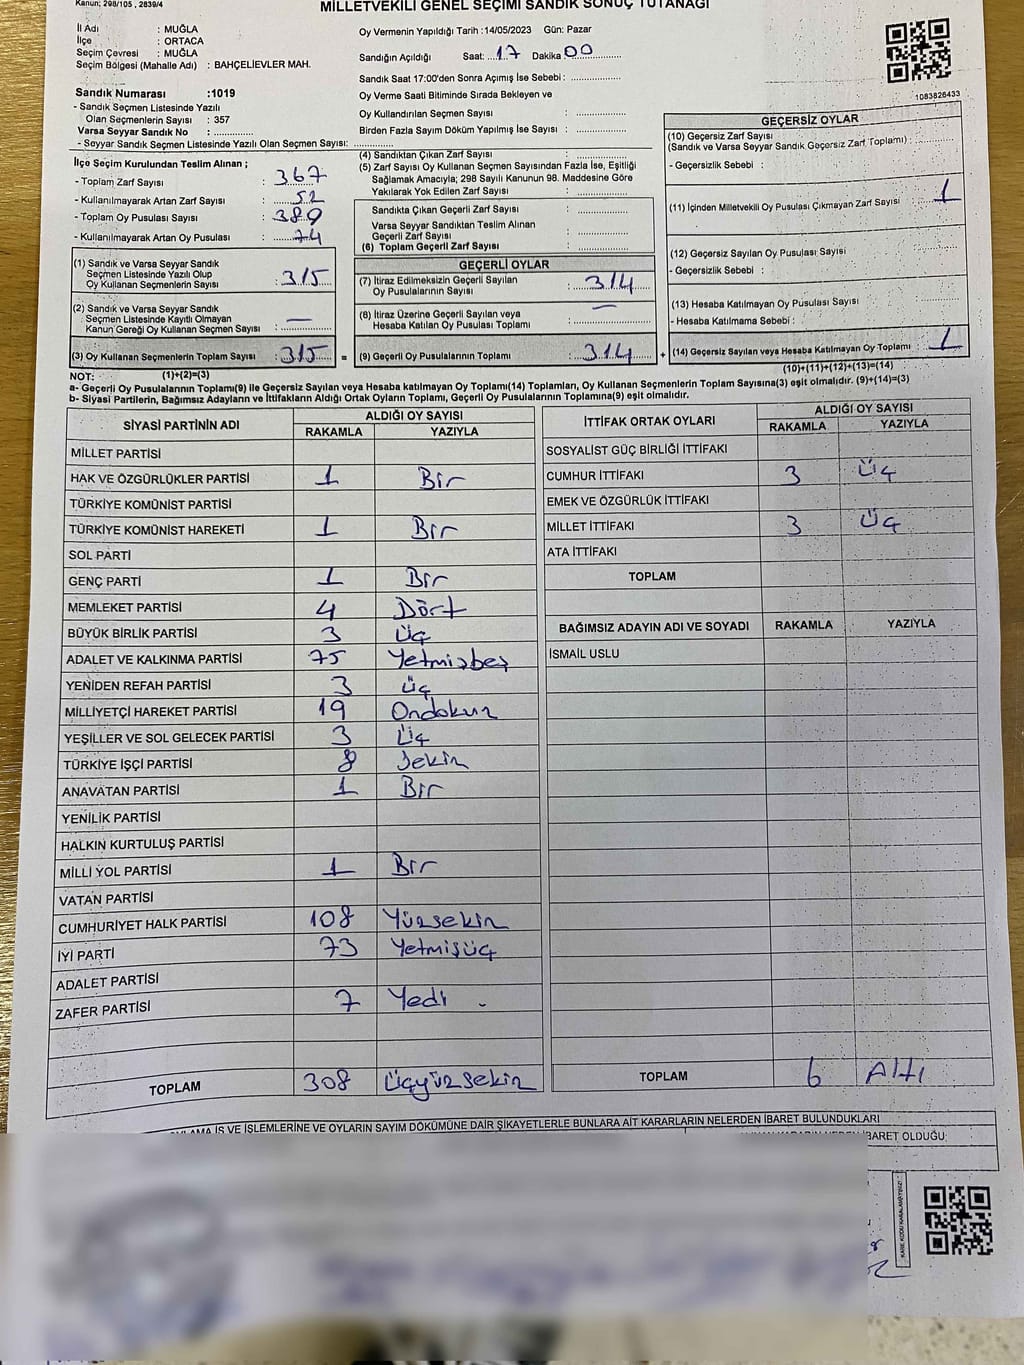 Kanun; 298/105 , 2839/4
MİLLETVEKİLİ GENEL SEÇİMİ SANDIK SONUÇ TUTANAĞI
İl Adı : MUĞLA
İlçe : ORTACA
Seçim Çevresi : MUĞLA
Seçim Bölgesi (Mahalle Adı) : BAHÇELİEVLER MAH.
Oy Vermenin Yapıldığı Tarih :14/05/2023 Gün: Pazar
Sandığın Açıldığı Saat: 17 Dakika 00
Sandık Saat 17:00'den Sonra Açımış İse Sebebi :
1083826433
Sandık Numarası :1019
- Sandık Seçmen Listesinde Yazılı
Olan Seçmenlerin Sayısı : 357
Varsa Seyyar Sandık No :
- Seyyar Sandık Seçmen Listesinde Yazılı Olan Seçmen Sayısı:
Oy Verme Saati Bitiminde Sırada Bekleyen ve
Oy Kullandırılan Seçmen Sayısı :
Birden Fazla Sayım Döküm Yapılmış İse Sayısı :
İlçe Seçim Kurulundan Teslim Alınan ;
- Toplam Zarf Sayısı : 367
- Kullanılmayarak Artan Zarf Sayısı : 52
- Toplam Oy Pusulası Sayısı : 389
- Kullanılmayarak Artan Oy Pusulası : 74
(4) Sandıktan Çıkan Zarf Sayısı :
(5) Zarf Sayısı Oy Kullanan Seçmen Sayısından Fazla İse, Eşitliği
Sağlamak Amacıyla; 298 Sayılı Kanunun 98. Maddesine Göre
Yakılarak Yok Edilen Zarf Sayısı :
Sandıkta Çıkan Geçerli Zarf Sayısı :
Varsa Seyyar Sandıktan Teslim Alınan
Geçerli Zarf Sayısı :
(6) Toplam Geçerli Zarf Sayısı :
GEÇERSİZ OYLAR
(10) Geçersiz Zarf Sayısı
(Sandık ve Varsa Seyyar Sandık Geçersiz Zarf Toplamı) :
- Geçersizlik Sebebi :
(11) İçinden Milletvekili Oy Pusulası Çıkmayan Zarf Sayısı 1
(12) Geçersiz Sayılan Oy Pusulası Sayısı
- Geçersizlik Sebebi :
(13) Hesaba Katılmayan Oy Pusulası Sayısı
- Hesaba Katılmama Sebebi :
(14) Geçersiz Sayılan veya Hesaba Katılmayan Oy Toplamı 1
(10)+(11)+(12)+(13)=(14)
(1) Sandık ve Varsa Seyyar Sandık
Seçmen Listesinde Yazılı Olup
Oy Kullanan Seçmenlerin Sayısı : 315
(2) Sandık ve Varsa Seyyar Sandık
Seçmen Listesinde Kayıtlı Olmayan
Kanun Gereği Oy Kullanan Seçmen Sayısı : —
(3) Oy Kullanan Seçmenlerin Toplam Sayısı : 315 =
(1)+(2)=(3)
GEÇERLİ OYLAR
(7) İtiraz Edilmeksizin Geçerli Sayılan
Oy Pusulalarının Sayısı : 314
(8) İtiraz Üzerine Geçerli Sayılan veya
Hesaba Katılan Oy Pusulası Toplamı : —
(9) Geçerli Oy Pusulalarının Toplamı : 314 +
NOT:
a- Geçerli Oy Pusulalarının Toplamı(9) ile Geçersiz Sayılan veya Hesaba katılmayan Oy Toplamı(14) Toplamları, Oy Kullanan Seçmenlerin Toplam Sayısına(3) eşit olmalıdır. (9)+(14)=(3)
b- Siyasi Partilerin, Bağımsız Adayların ve İttifakların Aldığı Ortak Oyların Toplamı, Geçerli Oy Pusulalarının Toplamına(9) eşit olmalıdır.
SİYASİ PARTİNİN ADI ALDIĞI OY SAYISI
RAKAMLA YAZIYLA
MİLLET PARTİSİ
HAK VE ÖZGÜRLÜKLER PARTİSİ 1 Bir
TÜRKİYE KOMÜNİST PARTİSİ
TÜRKİYE KOMÜNİST HAREKETİ 1 Bir
SOL PARTİ
GENÇ PARTİ 1 Bir
MEMLEKET PARTİSİ 4 Dört
BÜYÜK BİRLİK PARTİSİ 3 Üç
ADALET VE KALKINMA PARTİSİ 75 Yetmişbeş
YENİDEN REFAH PARTİSİ 3 üç
MİLLİYETÇİ HAREKET PARTİSİ 19 Ondokuz
YEŞİLLER VE SOL GELECEK PARTİSİ 3 Üç
TÜRKİYE İŞÇİ PARTİSİ 8 Sekiz
ANAVATAN PARTİSİ 1 Bir
YENİLİK PARTİSİ
HALKIN KURTULUŞ PARTİSİ
MİLLİ YOL PARTİSİ 1 Bir
VATAN PARTİSİ
CUMHURİYET HALK PARTİSİ 108 Yüzsekiz
İYİ PARTİ 73 Yetmişüç
ADALET PARTİSİ
ZAFER PARTİSİ 7 Yedi .
TOPLAM 308 Üçyüzsekiz
İTTİFAK ORTAK OYLARI ALDIĞI OY SAYISI
RAKAMLA YAZIYLA
SOSYALİST GÜÇ BİRLİĞİ İTTİFAKI
CUMHUR İTTİFAKI 3 Üç
EMEK VE ÖZGÜRLÜK İTTİFAKI
MİLLET İTTİFAKI 3 Üç
ATA İTTİFAKI
TOPLAM
BAĞIMSIZ ADAYIN ADI VE SOYADI RAKAMLA YAZIYLA
İSMAİL USLU
TOPLAM 6 Altı
İŞ VE İŞLEMLERİNE VE OYLARIN SAYIM DÖKÜMÜNE DAİR ŞİKAYETLERLE BUNLARA AİT KARARLARIN NELERDEN İBARET BULUNDUKLARI
İBARET OLDUĞU:
KARE KODU KARALAMAYINIZ!